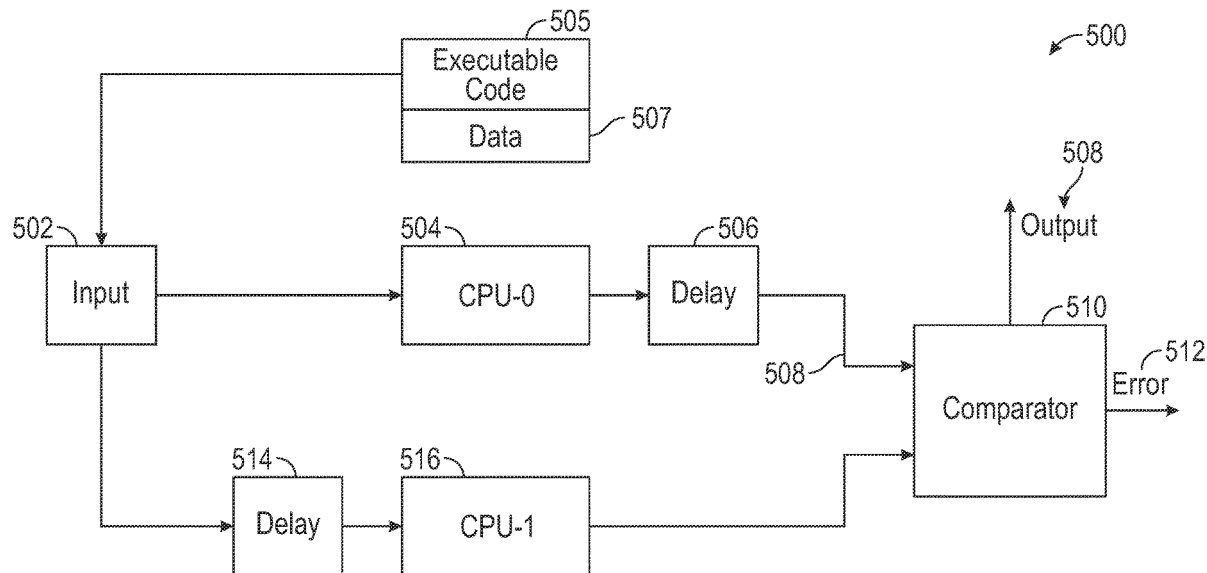 505
500
Executable
Code
Data
507
508
Output
502
504
506
Input
CPU-0
Delay
510
508
512
Error
Comparator
514
516
Delay
CPU-1